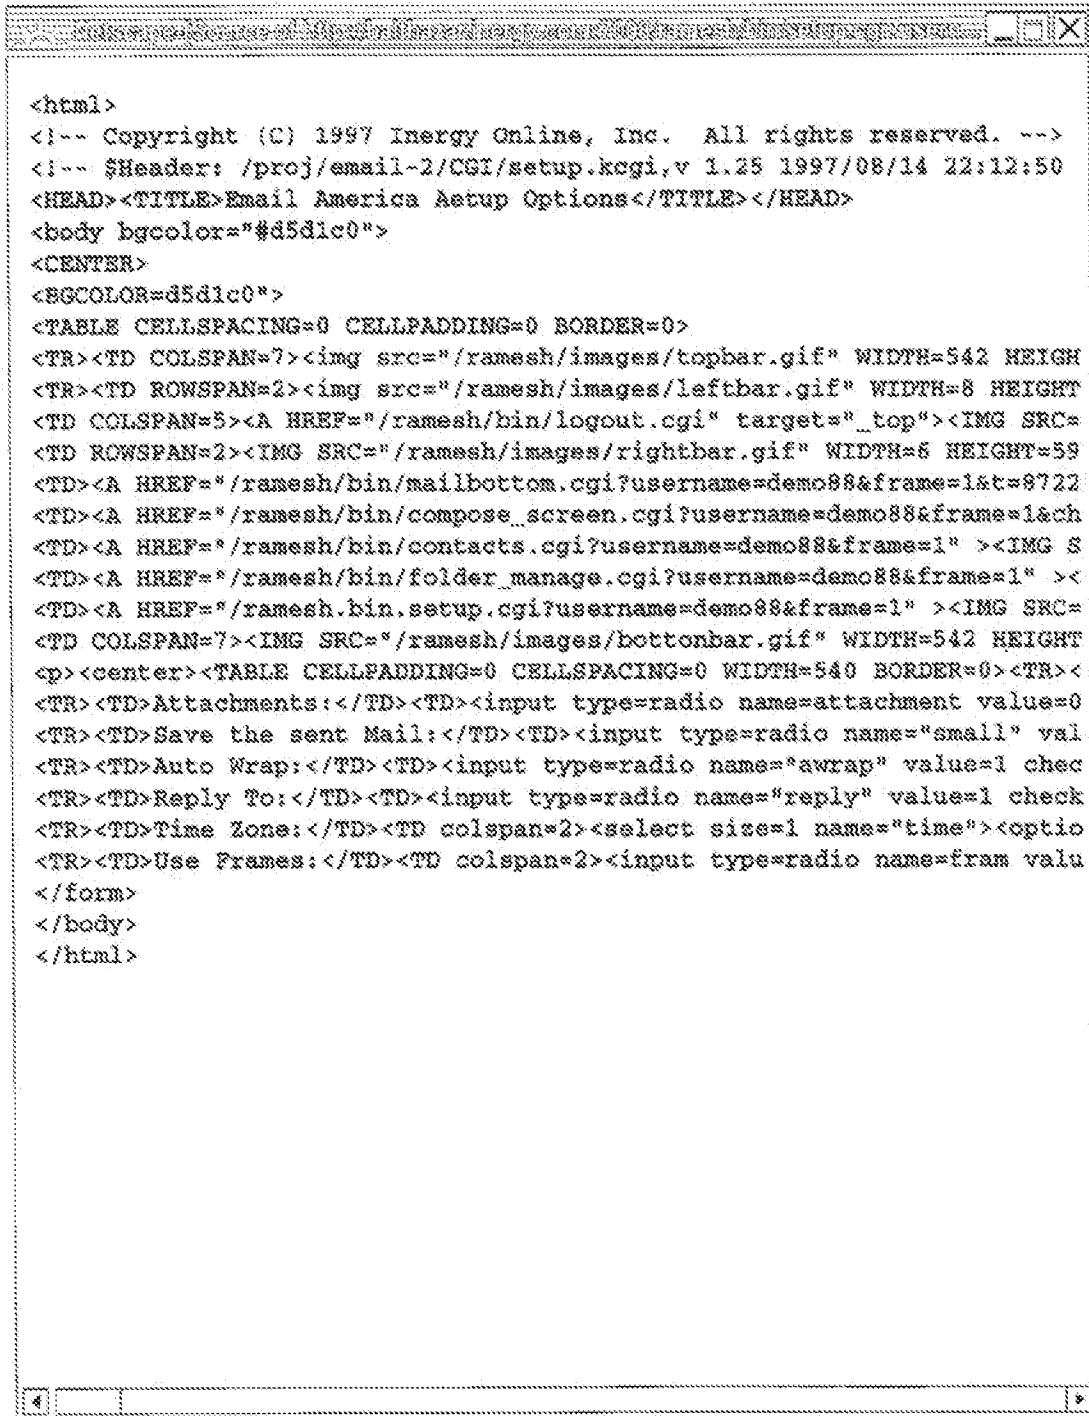 <html>
<!-- Copyright (C) 1997 Inergy Online, Inc.  All rights reserved. -->
<!-- $Header: /proj/email-2/CGI/setup.kcgi,v 1.25 1997/08/14 22:12:50
<HEAD><TITLE>Email America Aetup Options</TITLE></HEAD>
<body bgcolor="#d5d1c0">
<CENTER>
<BGCOLOR=d5d1c0">
<TABLE CELLSPACING=0 CELLPADDING=0 BORDER=0>
<TR><TD COLSPAN=7><img src="/ramesh/images/topbar.gif" WIDTH=542 HEIGH
<TR><TD ROWSPAN=2><img src="/ramesh/images/leftbar.gif" WIDTH=8 HEIGHT
<TD COLSPAN=5><A HREF="/ramesh/bin/logout.cgi" target="_top"><IMG SRC=
<TD ROWSPAN=2><IMG SRC="/ramesh/images/rightbar.gif" WIDTH=6 HEIGHT=59
<TD><A HREF="/ramesh/bin/mailbottom.cgi?username=demo88&frame=1&t=8722
<TD><A HREF="/ramesh/bin/compose_screen.cgi?username=demo88&frame=1&ch
<TD><A HREF="/ramesh/bin/contacts.cgi?username=demo88&frame=1" ><IMG S
<TD><A HREF="/ramesh/bin/folder_manage.cgi?username=demo88&frame=1" ><
<TD><A HREF="/ramesh.bin.setup.cgi?username=demo88&frame=1" ><IMG SRC=
<TD COLSPAN=7><IMG SRC="/ramesh/images/bottonbar.gif" WIDTH=542 HEIGHT
<p><center><TABLE CELLPADDING=0 CELLSPACING=0 WIDTH=540 BORDER=0><TR><
<TR><TD>Attachments:</TD><TD><input type=radio name=attachment value=0
<TR><TD>Save the sent Mail:</TD><TD><input type=radio name="small" val
<TR><TD>Auto Wrap:</TD><TD><input type=radio name="awrap" value=1 chec
<TR><TD>Reply To:</TD><TD><input type=radio name="reply" value=1 check
<TR><TD>Time Zone:</TD><TD colspan=2><select size=1 name="time"><optio
<TR><TD>Use Frames:</TD><TD colspan=2><input type=radio name=fram valu
</form>
</body>
</html>